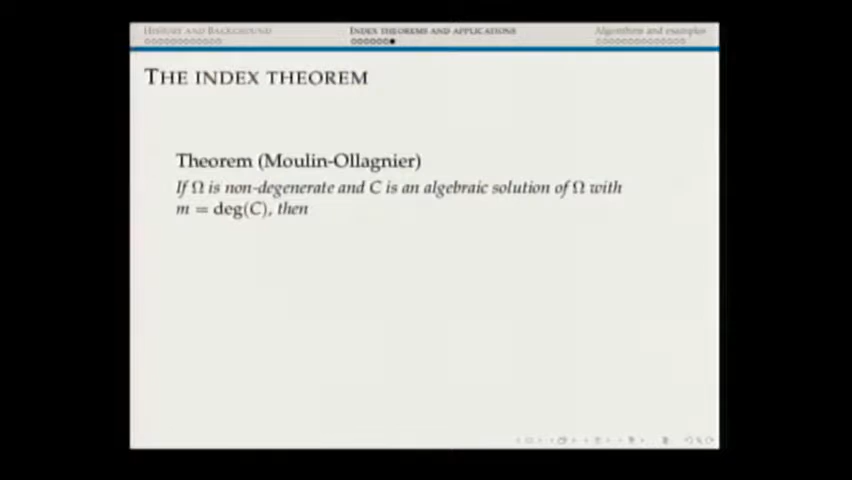 HISTORY AND BACKGROUND
INDEX THEOREMS AND APPLICATIONS
Algorithms and examples
THE INDEX THEOREM
Theorem (Moulin-Ollagnier)
If Ω is non-degenerate and C is an algebraic solution of Ω with
m = deg(C), then